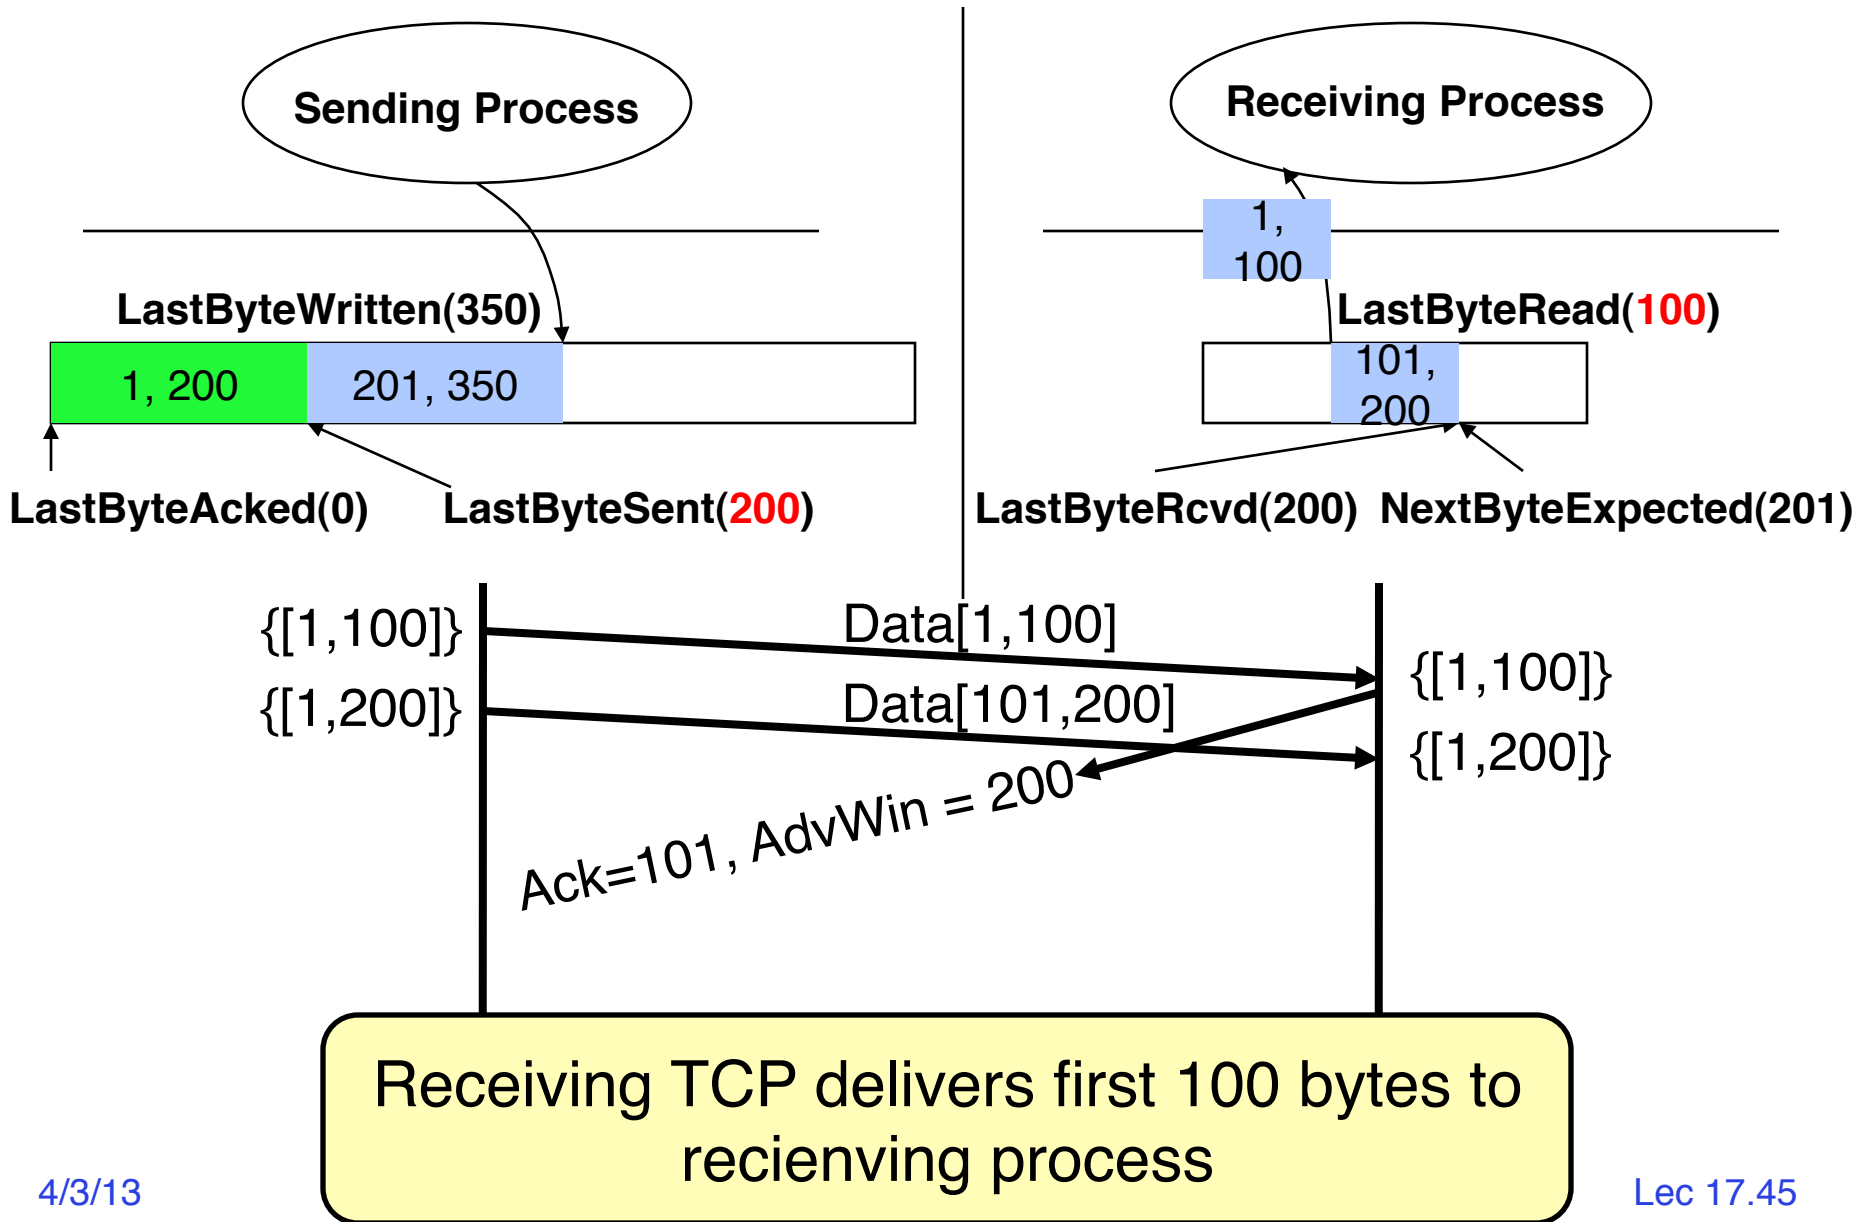 Sending Process
Receiving Process
1,
100
LastByteWritten(350)
LastByteRead(100)
1, 200
201, 350
101,
200
LastByteAcked(0)
LastByteSent(200)
LastByteRcvd(200)
NextByteExpected(201)
{[1,100]}
Data[1,100]
{[1,100]}
{[1,200]}
Data[101,200]
{[1,200]}
Ack=101, AdvWin = 200
Receiving TCP delivers first 100 bytes to
recienving process
4/3/13
Lec 17.45